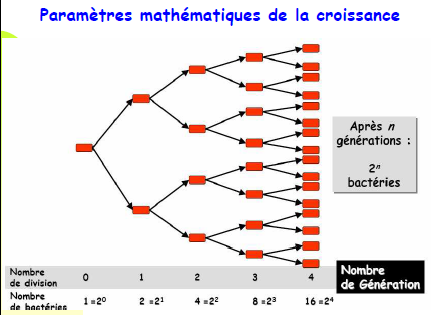 Paramètres mathématiques de la croissance
Après n
générations :
2ⁿ
bactéries
Nombre
de division
0 1 2 3 4
Nombre
de Génération
Nombre
de bactéries
1 =2⁰ 2 =2¹ 4 =2² 8 =2³ 16 =2⁴